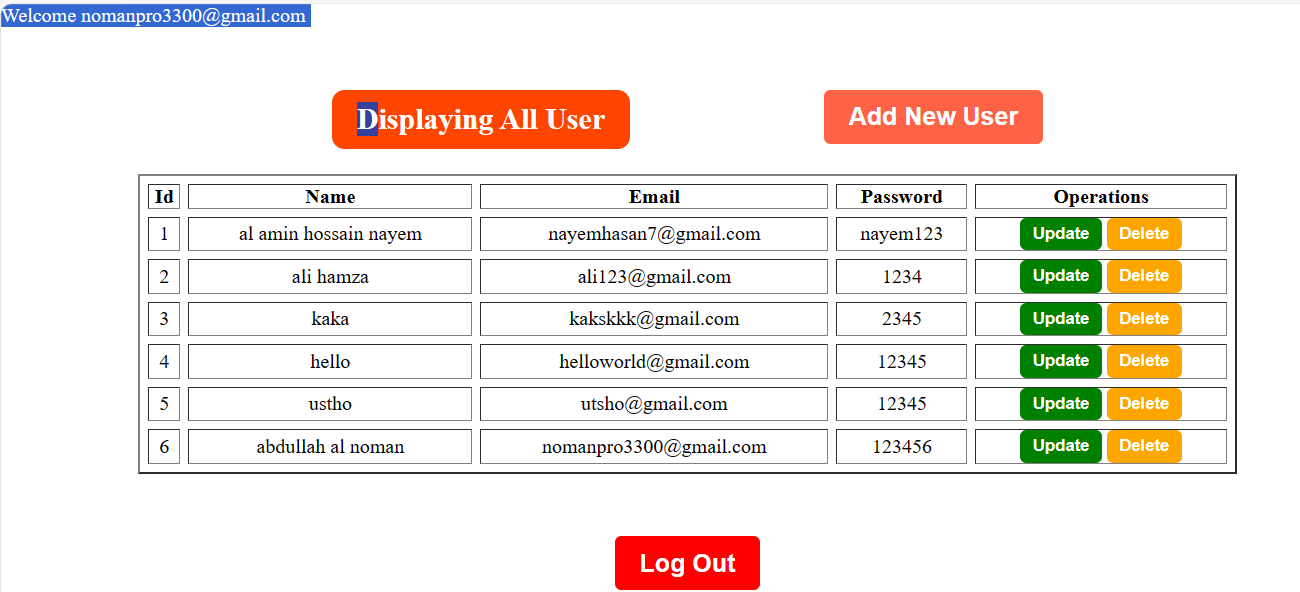 Welcome nomanpro3300@gmail.com
Displaying All User
Add New User
Id Name Email Password Operations
1 al amin hossain nayem nayemhasan7@gmail.com nayem123 Update Delete
2 ali hamza ali123@gmail.com 1234 Update Delete
3 kaka kakskkk@gmail.com 2345 Update Delete
4 hello helloworld@gmail.com 12345 Update Delete
5 ustho utsho@gmail.com 12345 Update Delete
6 abdullah al noman nomanpro3300@gmail.com 123456 Update Delete
Log Out